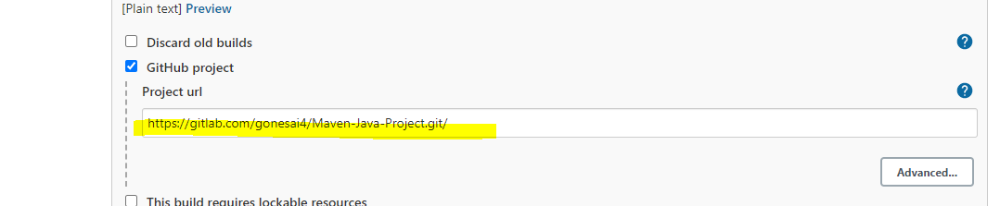 [Plain text] Preview
Discard old builds
?
GitHub project
Project url
?
https://gitlab.com/gonesai4/Maven-Java-Project.git/
Advanced...
This build requires lockable resources